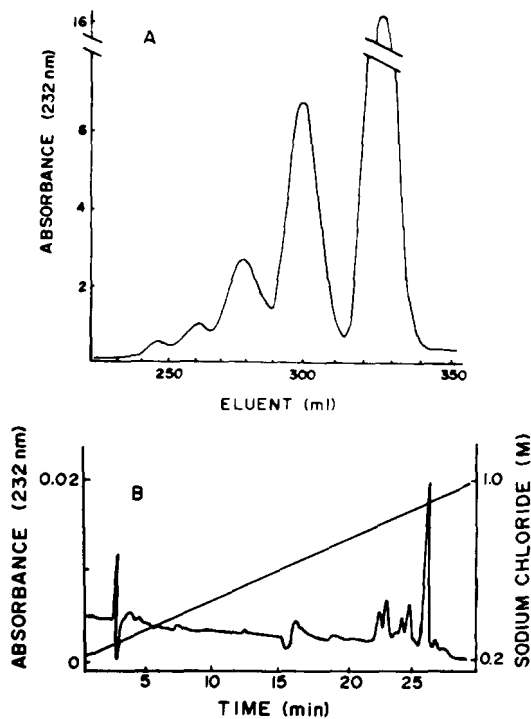 A
ABSORBANCE (232 nm)
16
6
4
2
250
300
350
ELUENT (ml)
B
ABSORBANCE (232 nm)
0.02
0
SODIUM CHLORIDE (M)
1.0
0.2
5
10
15
20
25
TIME (min)